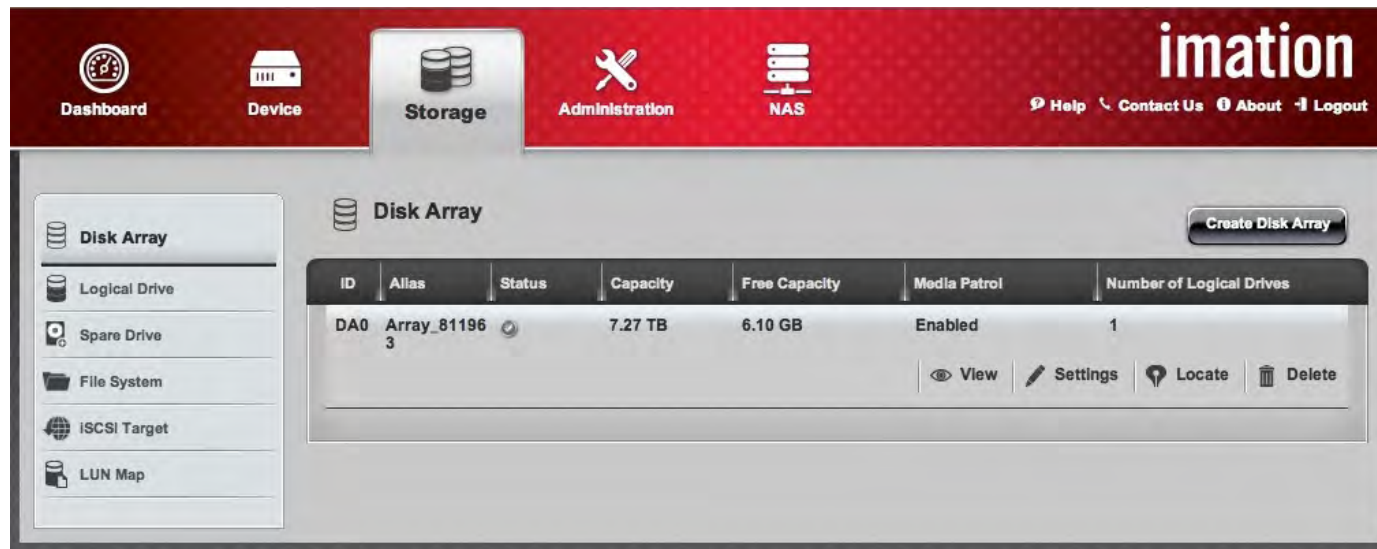 imation
Dashboard
Device
Storage
Administration
NAS
Help Contact Us About Logout
Disk Array
Logical Drive
Spare Drive
File System
iSCSI Target
LUN Map
Disk Array
Create Disk Array
ID Alias Status Capacity Free Capacity Media Patrol Number of Logical Drives
DA0 Array_81196 7.27 TB 6.10 GB Enabled 1
3
View Settings Locate Delete